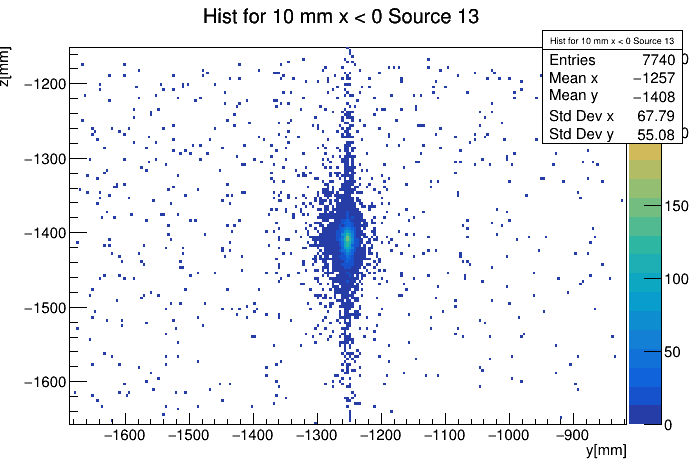 Hist for 10 mm x < 0 Source 13
Hist for 10 mm x < 0 Source 13
Entries 7740
Mean x −1257
Mean y −1408
Std Dev x 67.79
Std Dev y 55.08
z[mm]
−1200
−1300
−1400
−1500
−1600
−1600 −1500 −1400 −1300 −1200 −1100 −1000 −900
y[mm]
150
100
50
0